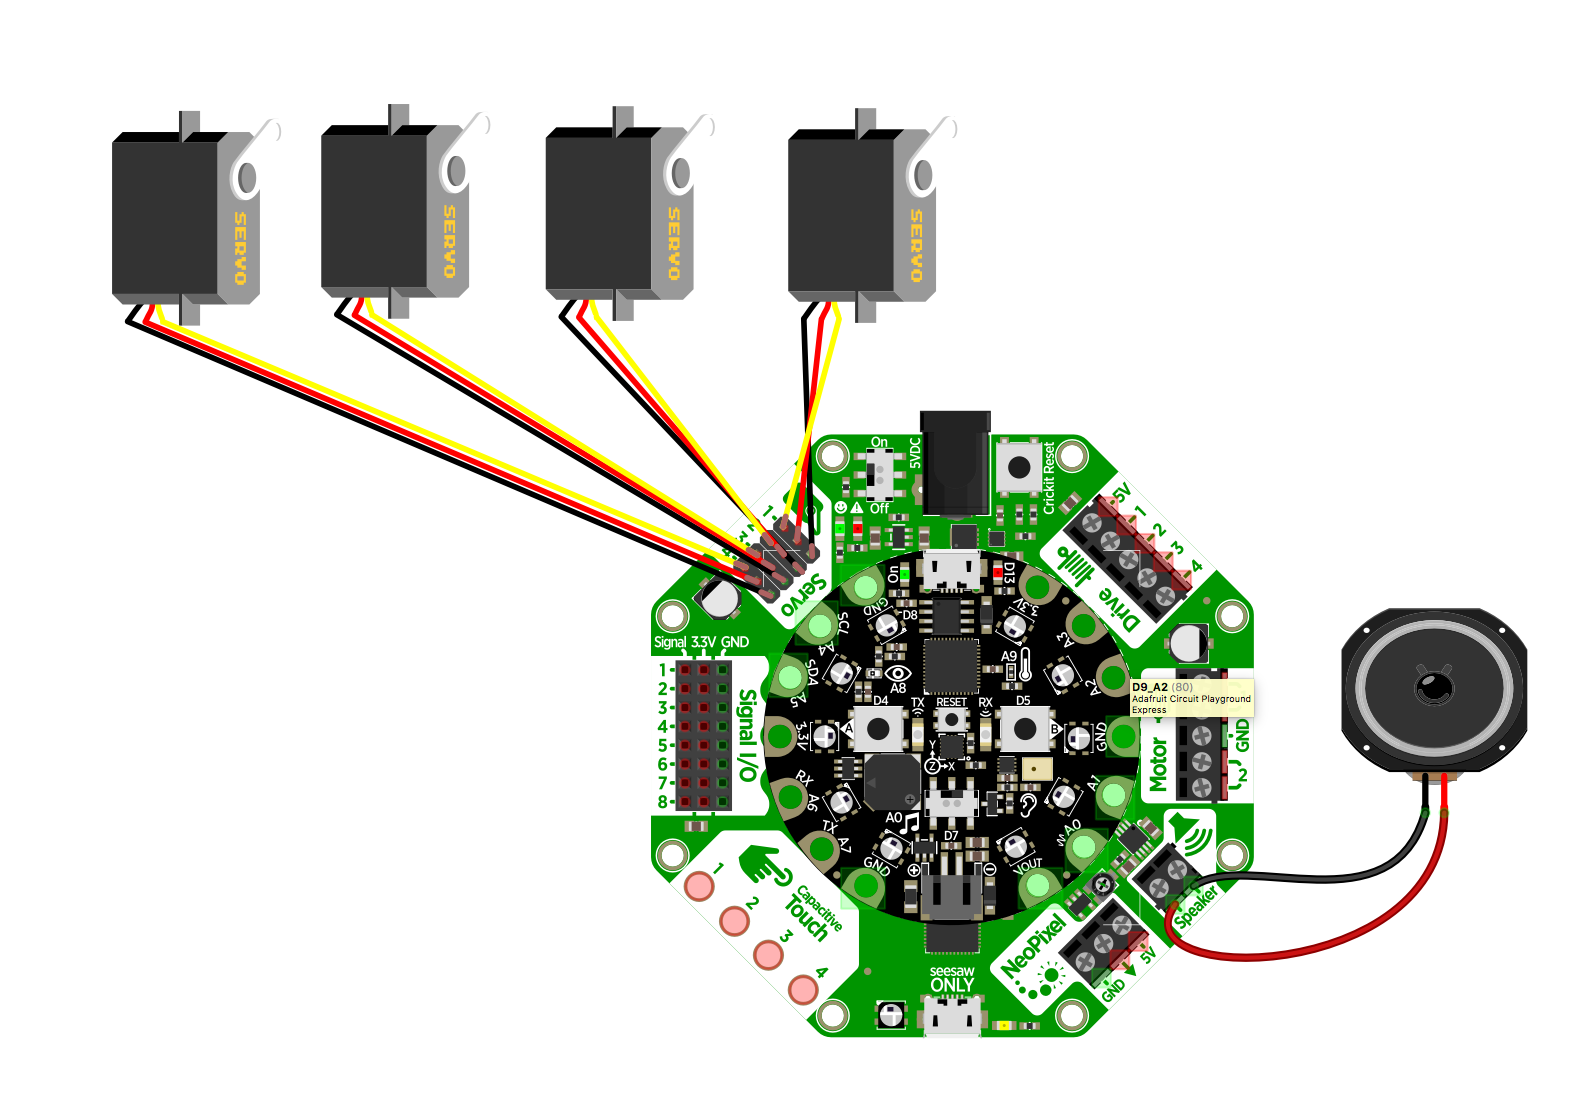 SERVO
SERVO
SERVO
SERVO
On
Off
5VDC
Crickit Reset
5V
1
2
3
4
Drive
1
2
3
4
Servo
On
D13
GND
D8
3.3V
SCL
A4
A3
SDA
A5
A8
A9
A2
Signal 3.3V GND
1
2
3
4
5
6
7
8
Signal I/O
D4
TX
RESET
RX
D5
A
B
3.3V
GND
Y
Z
X
RX
A6
A1
TX
A7
A0
D7
A0
GND
VOUT
D9_A2 (80)
Adafruit Circuit Playground
Express
Motor
GND
2
Speaker
NeoPixel
GND
5V
Capacitive
Touch
1
2
3
4
seesaw
ONLY